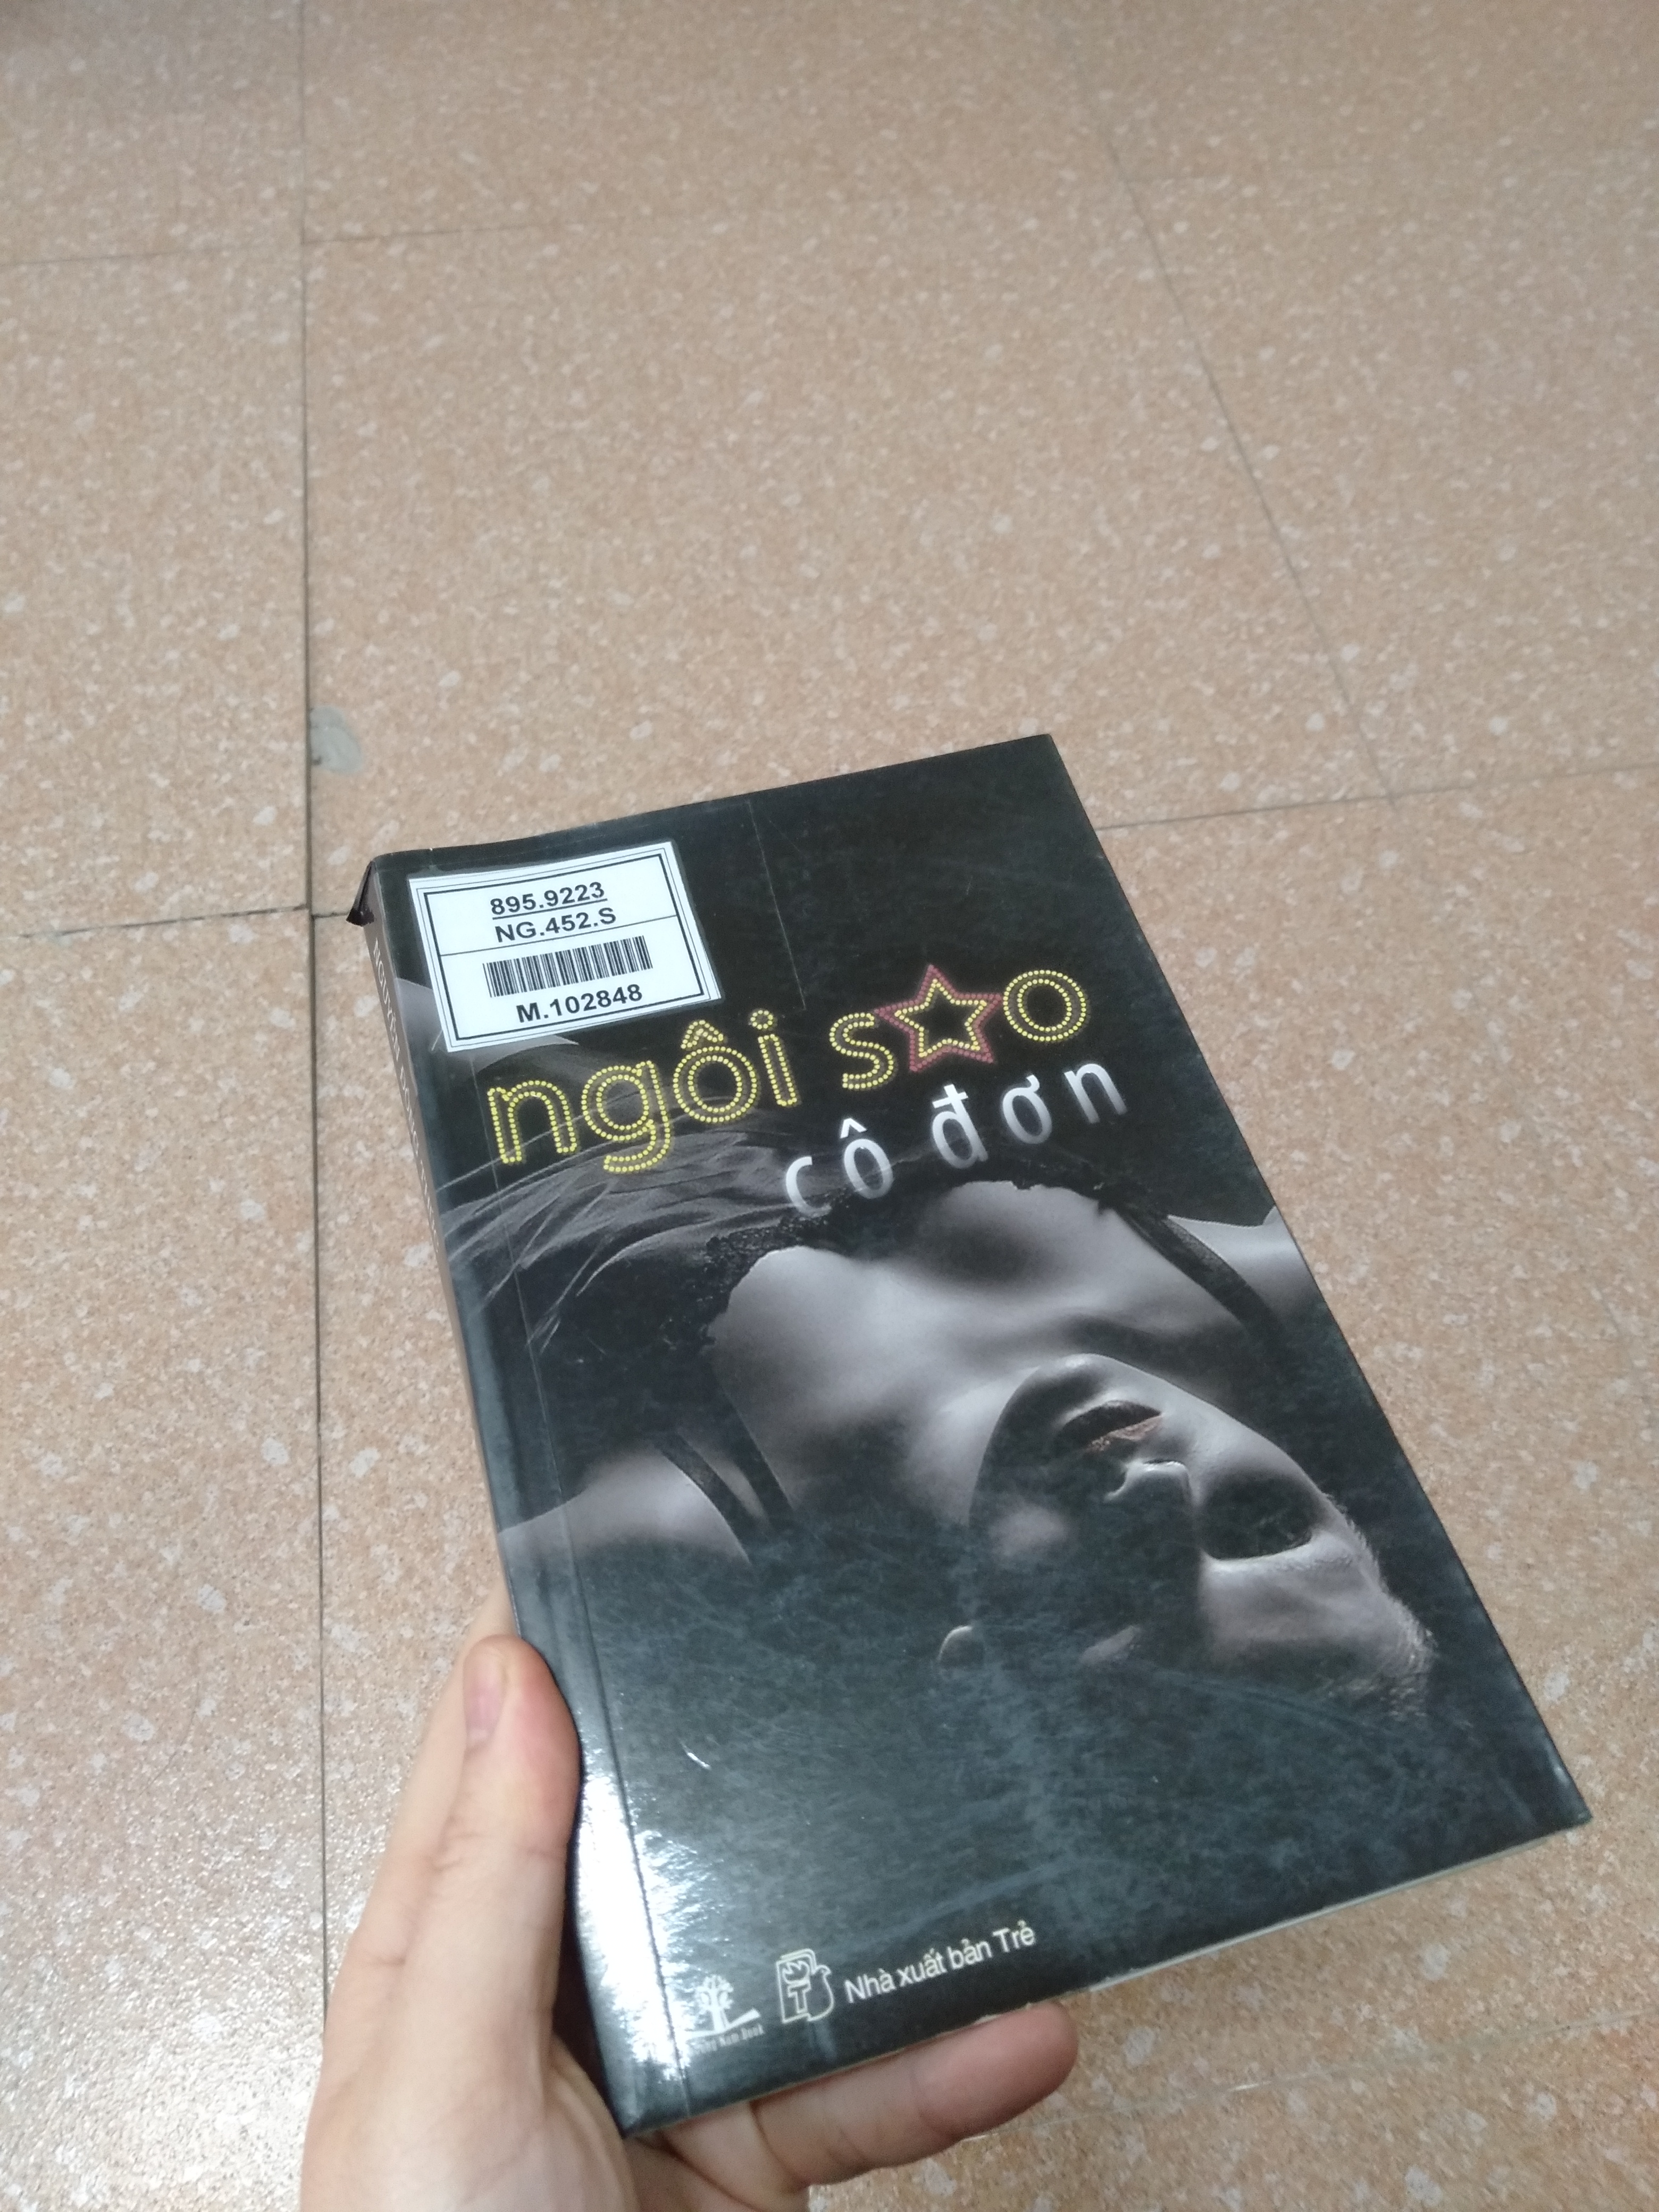 895.9223
NG.452.S
M.102848
ngôi sao
cô đơn
Nhà xuất bản Trẻ